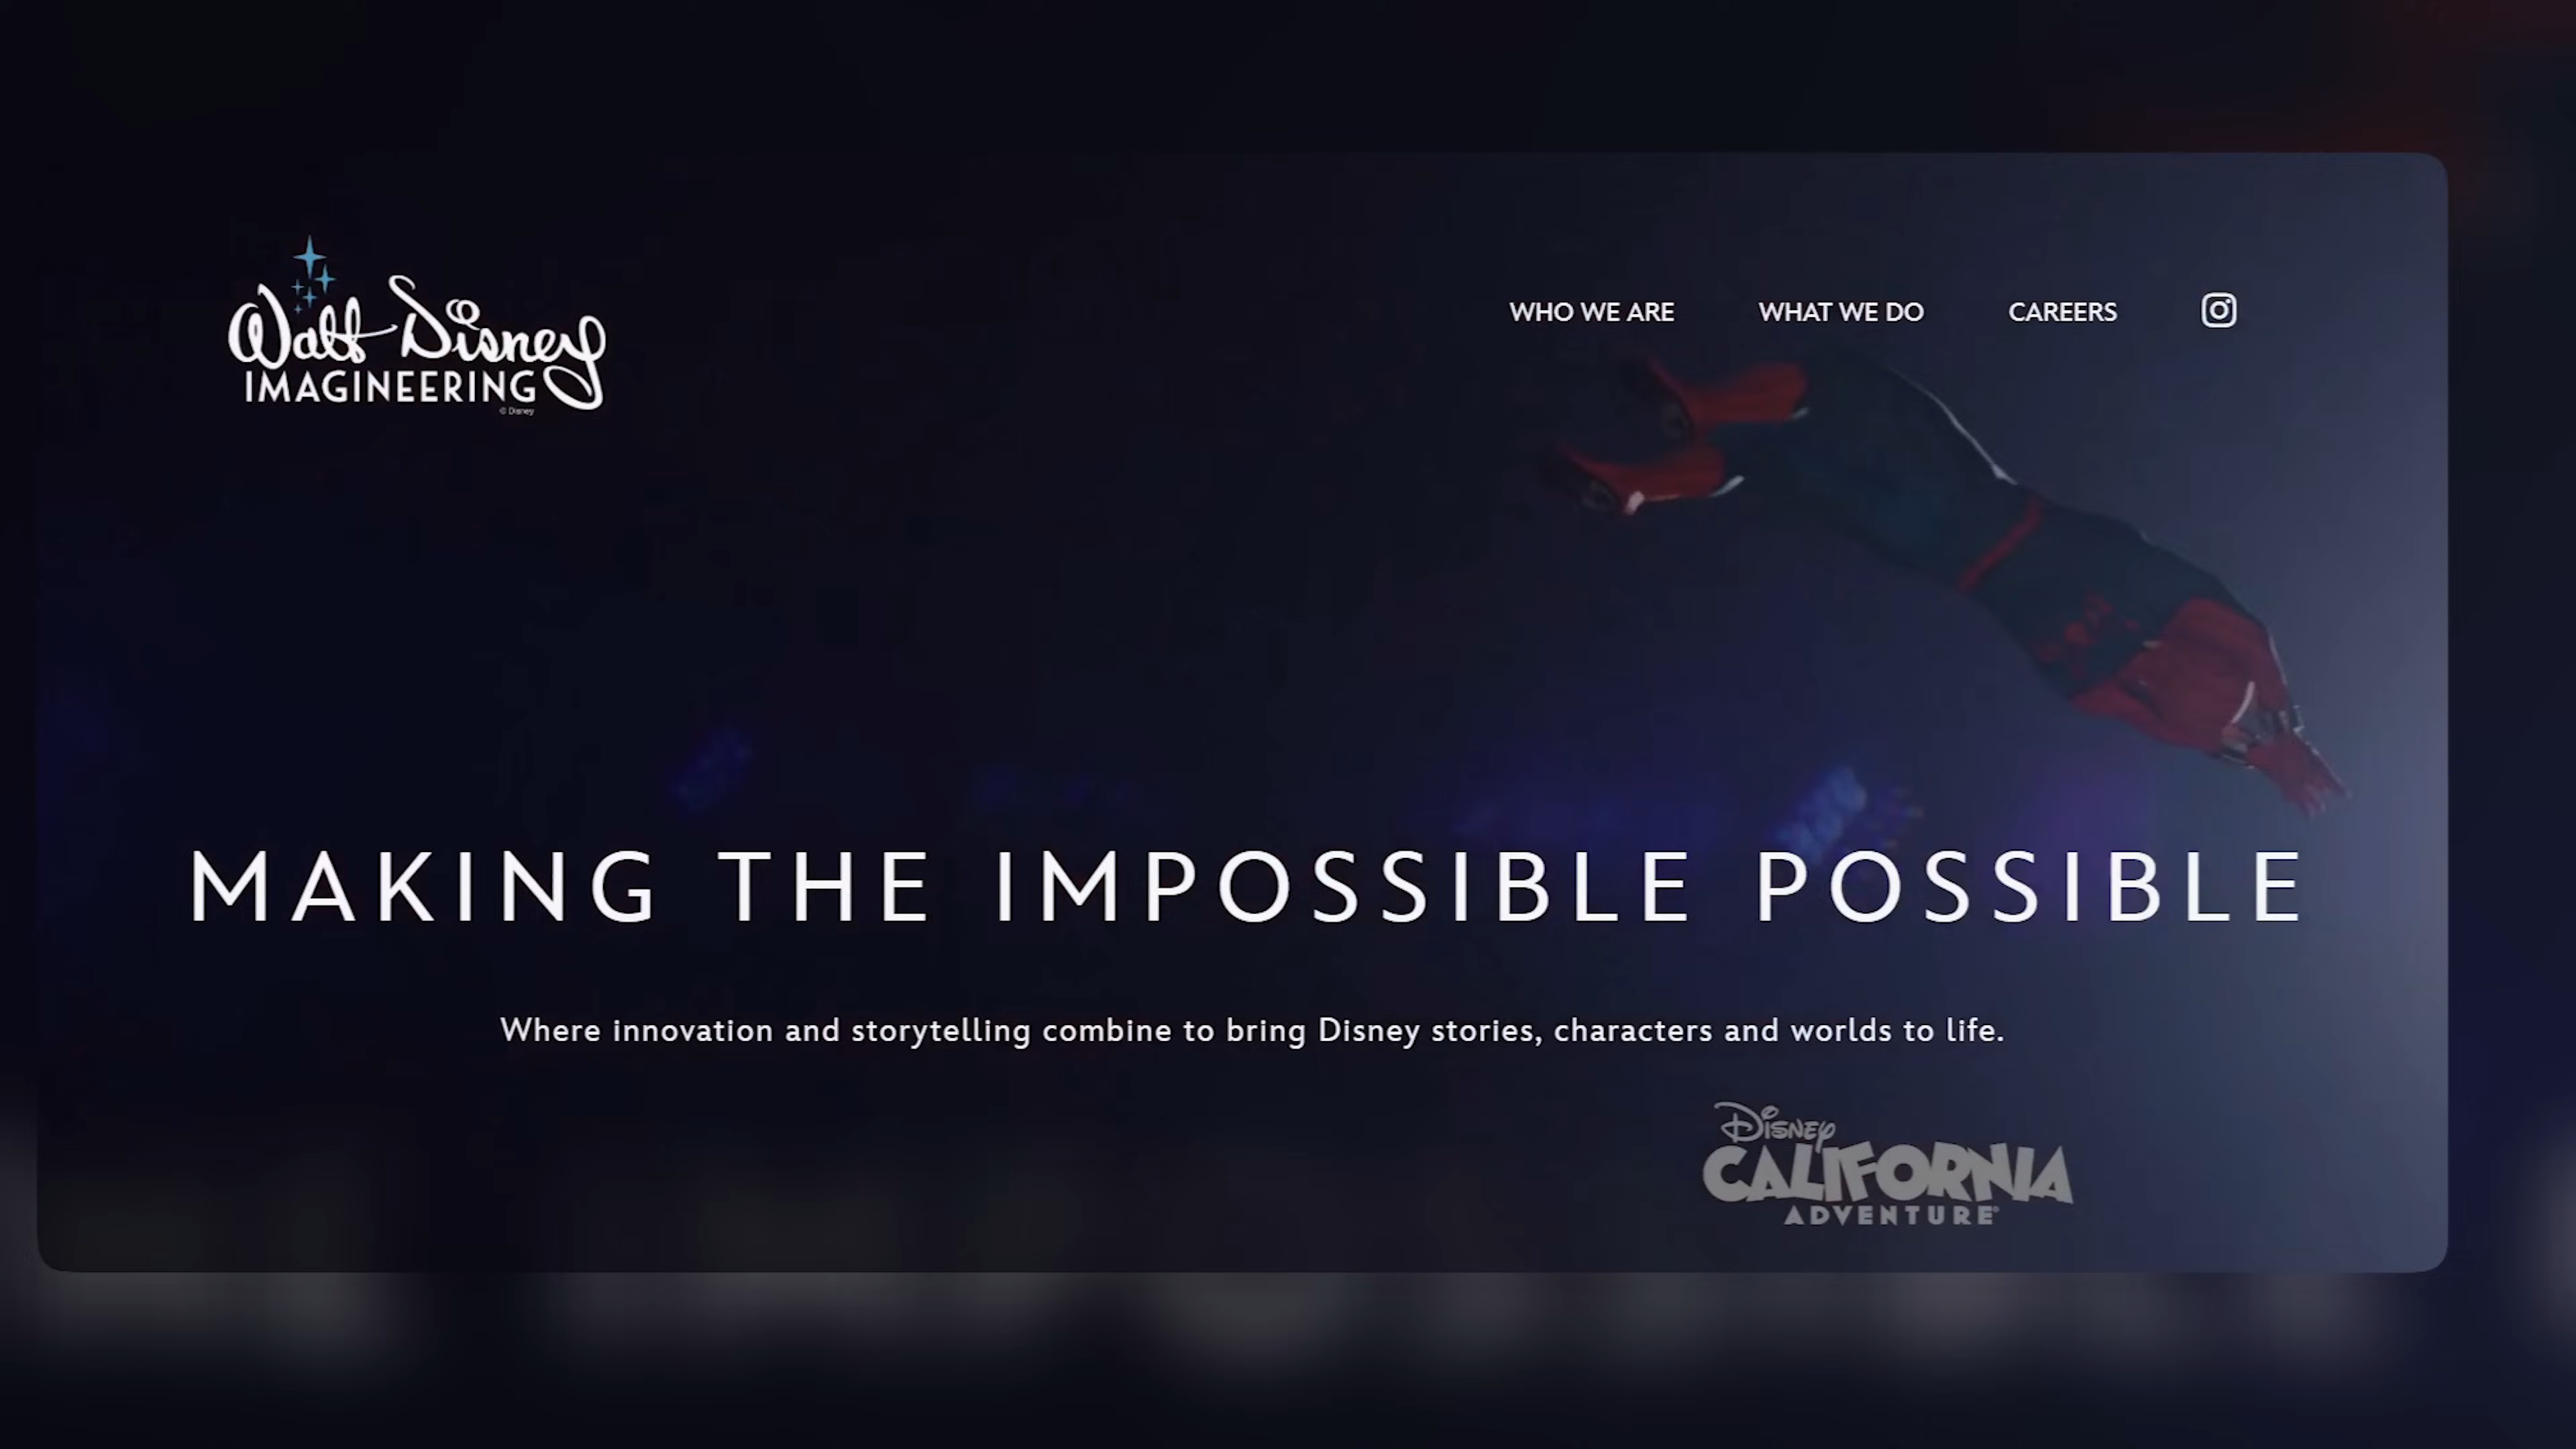 Walt Disney
IMAGINEERING
© Disney
WHO WE ARE
WHAT WE DO
CAREERS
MAKING THE IMPOSSIBLE POSSIBLE
Where innovation and storytelling combine to bring Disney stories, characters and worlds to life.
Disney
CALIFORNIA
ADVENTURE